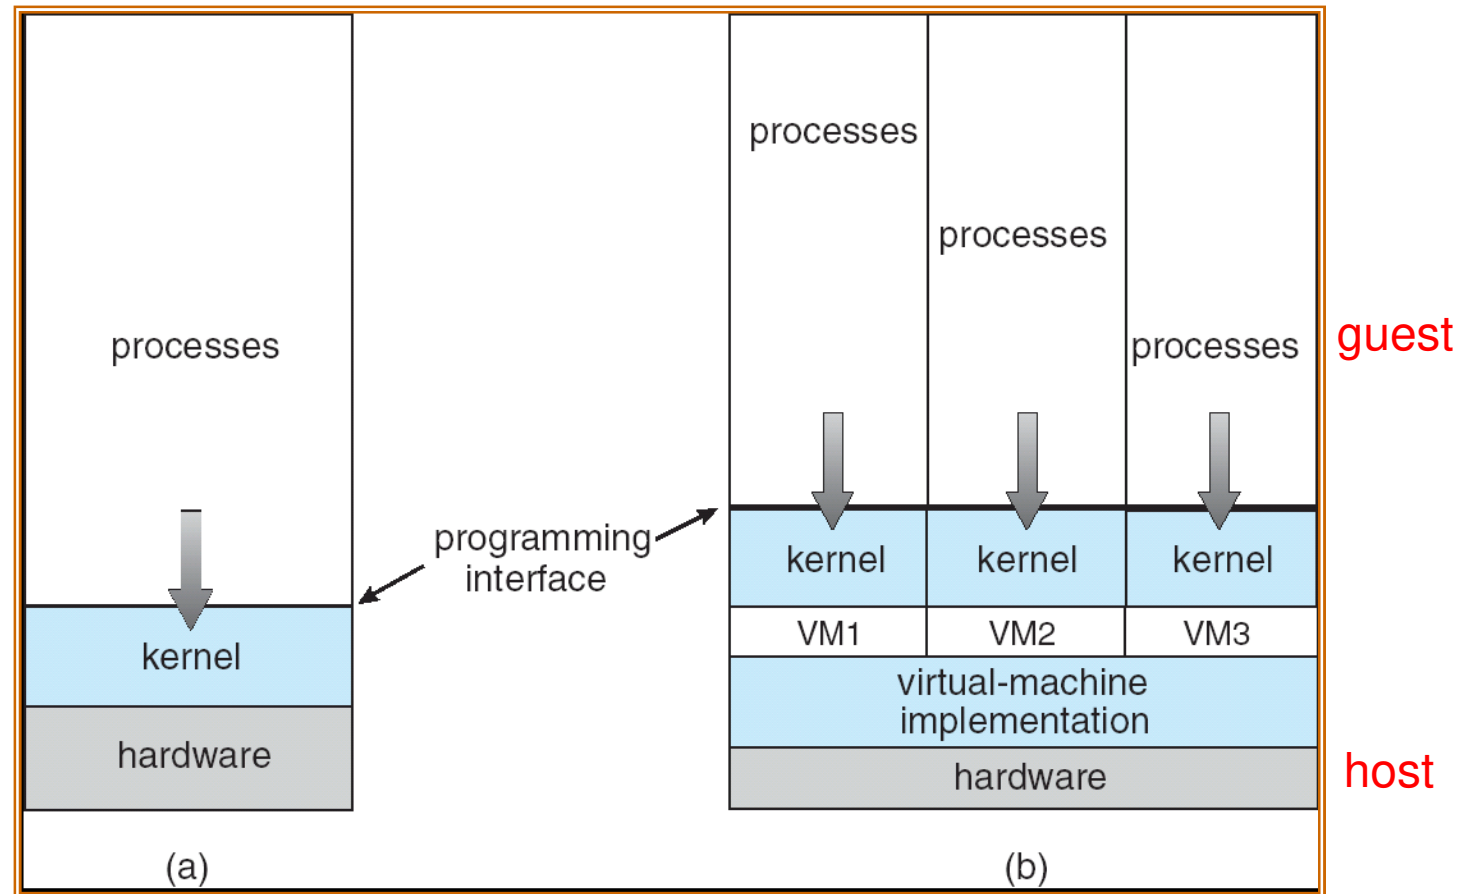 processes
kernel
hardware
(a)
programming
interface
processes
processes
processes
kernel
kernel
kernel
VM1
VM2
VM3
virtual-machine
implementation
hardware
(b)
guest
host